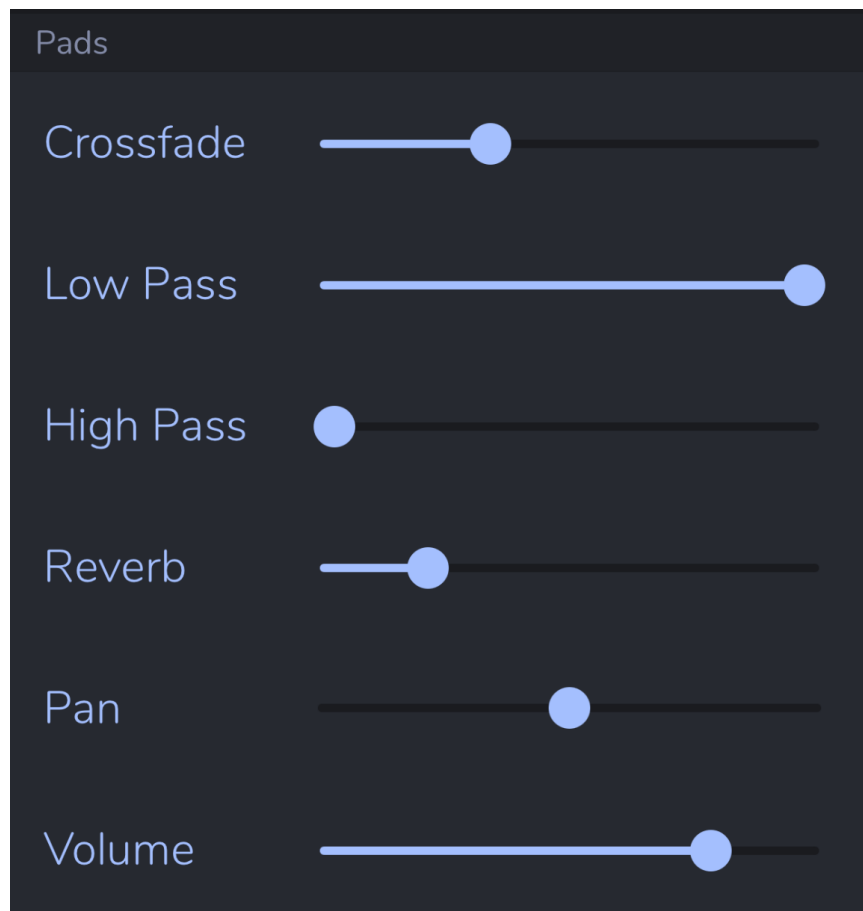 Pads
Crossfade
Low Pass
High Pass
Reverb
Pan
Volume